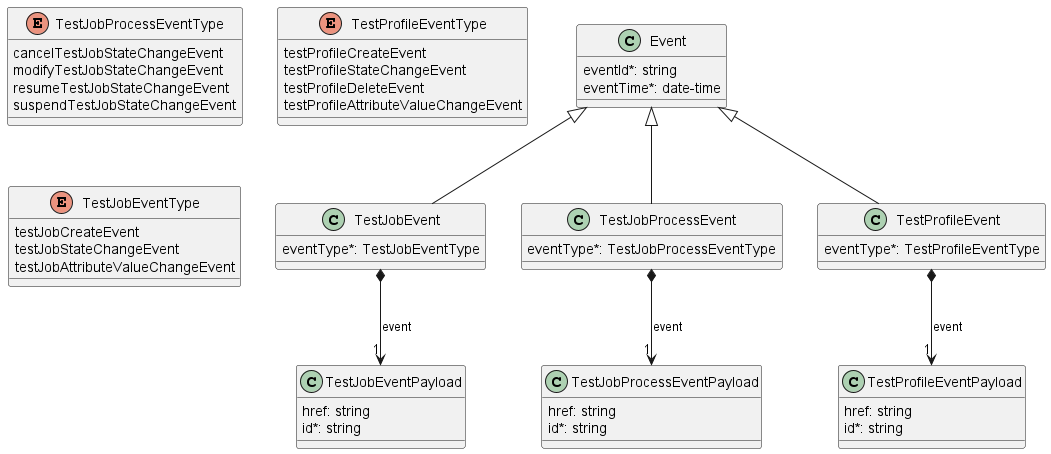 E TestJobProcessEventType
cancelTestJobStateChangeEvent
modifyTestJobStateChangeEvent
resumeTestJobStateChangeEvent
suspendTestJobStateChangeEvent
E TestProfileEventType
testProfileCreateEvent
testProfileStateChangeEvent
testProfileDeleteEvent
testProfileAttributeValueChangeEvent
C Event
eventId*: string
eventTime*: date-time
E TestJobEventType
testJobCreateEvent
testJobStateChangeEvent
testJobAttributeValueChangeEvent
C TestJobEvent
eventType*: TestJobEventType
C TestJobProcessEvent
eventType*: TestJobProcessEventType
C TestProfileEvent
eventType*: TestProfileEventType
event
1
event
1
event
1
C TestJobEventPayload
href: string
id*: string
C TestJobProcessEventPayload
href: string
id*: string
C TestProfileEventPayload
href: string
id*: string